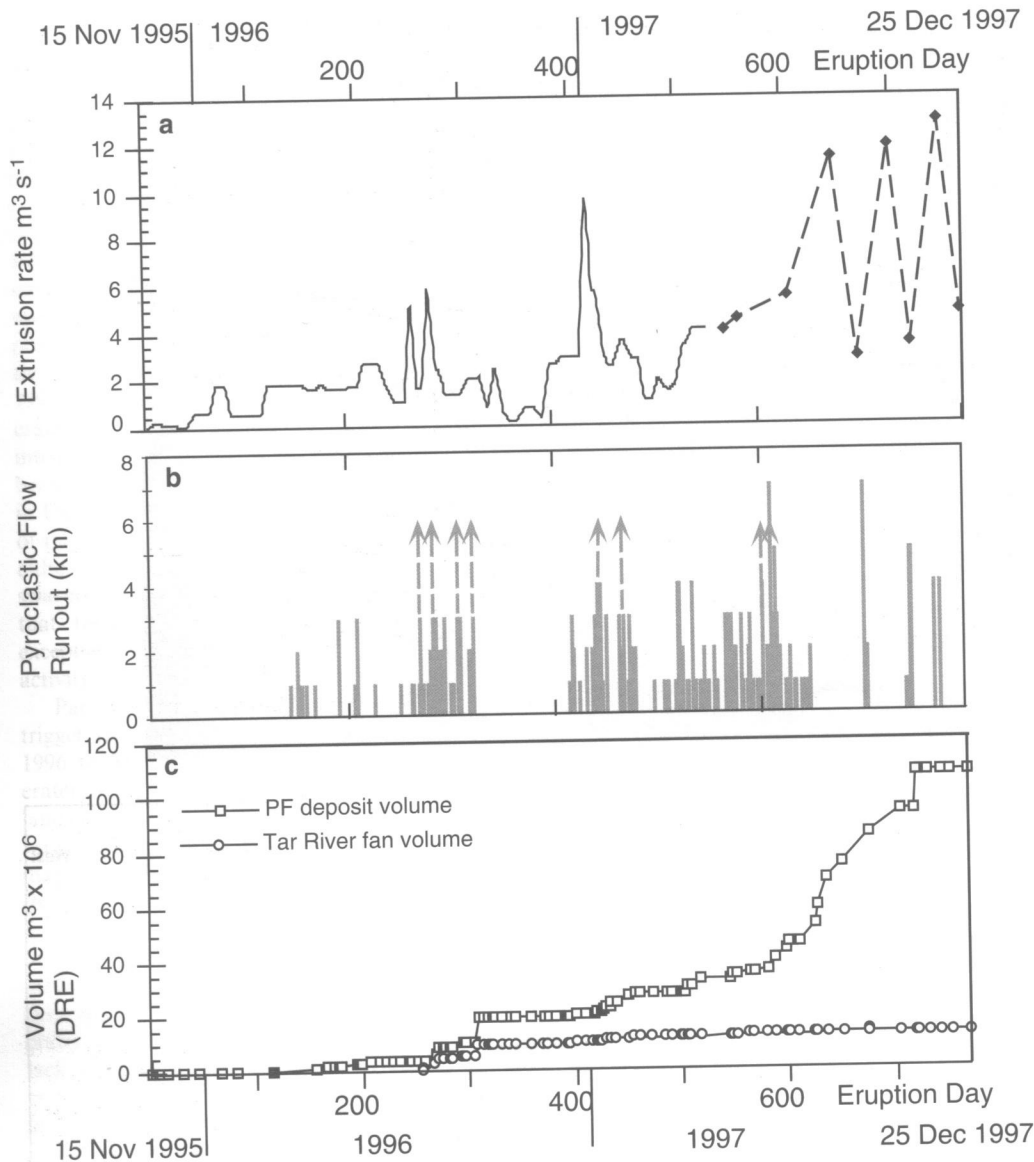 15 Nov 1995 1996 1997 25 Dec 1997
200 400 600 Eruption Day
a
Extrusion rate m³ s⁻¹
14
12
10
8
6
4
2
0
b
Pyroclastic Flow
Runout (km)
8
6
4
2
0
c
Volume m³ x 10⁶
(DRE)
120
100
80
60
40
20
0
PF deposit volume
Tar River fan volume
200 400 600 Eruption Day
15 Nov 1995 1996 1997 25 Dec 1997